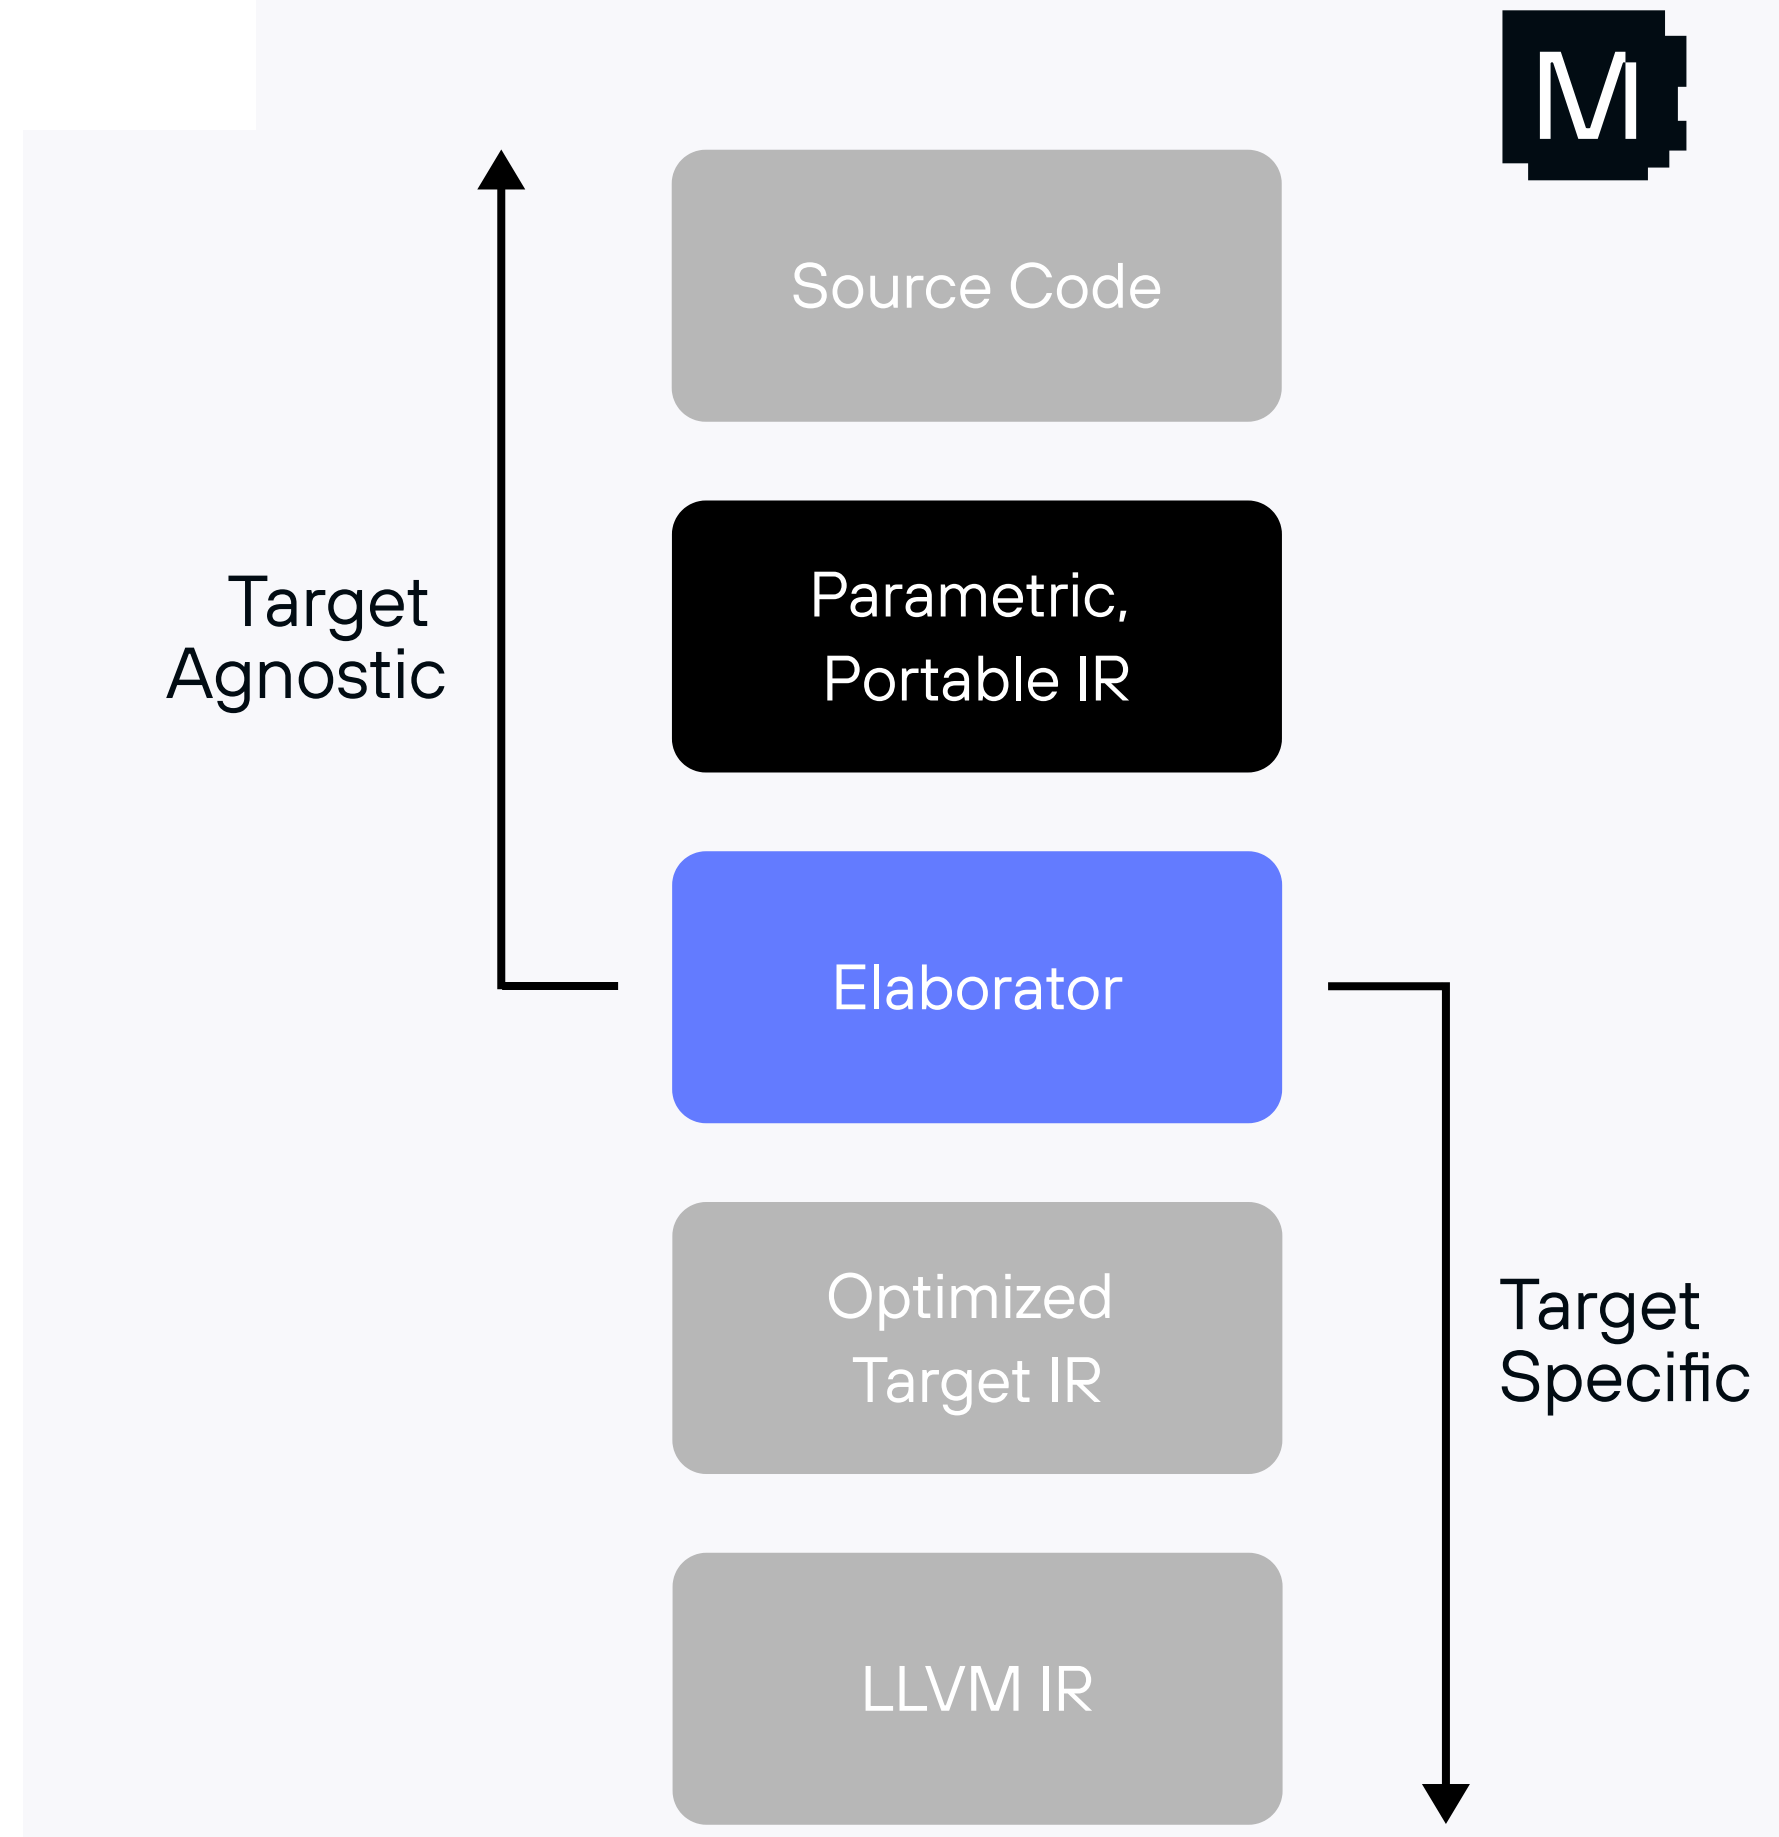 M
Source Code
Parametric,
Portable IR
Target
Agnostic
Elaborator
Optimized
Target IR
Target
Specific
LLVM IR